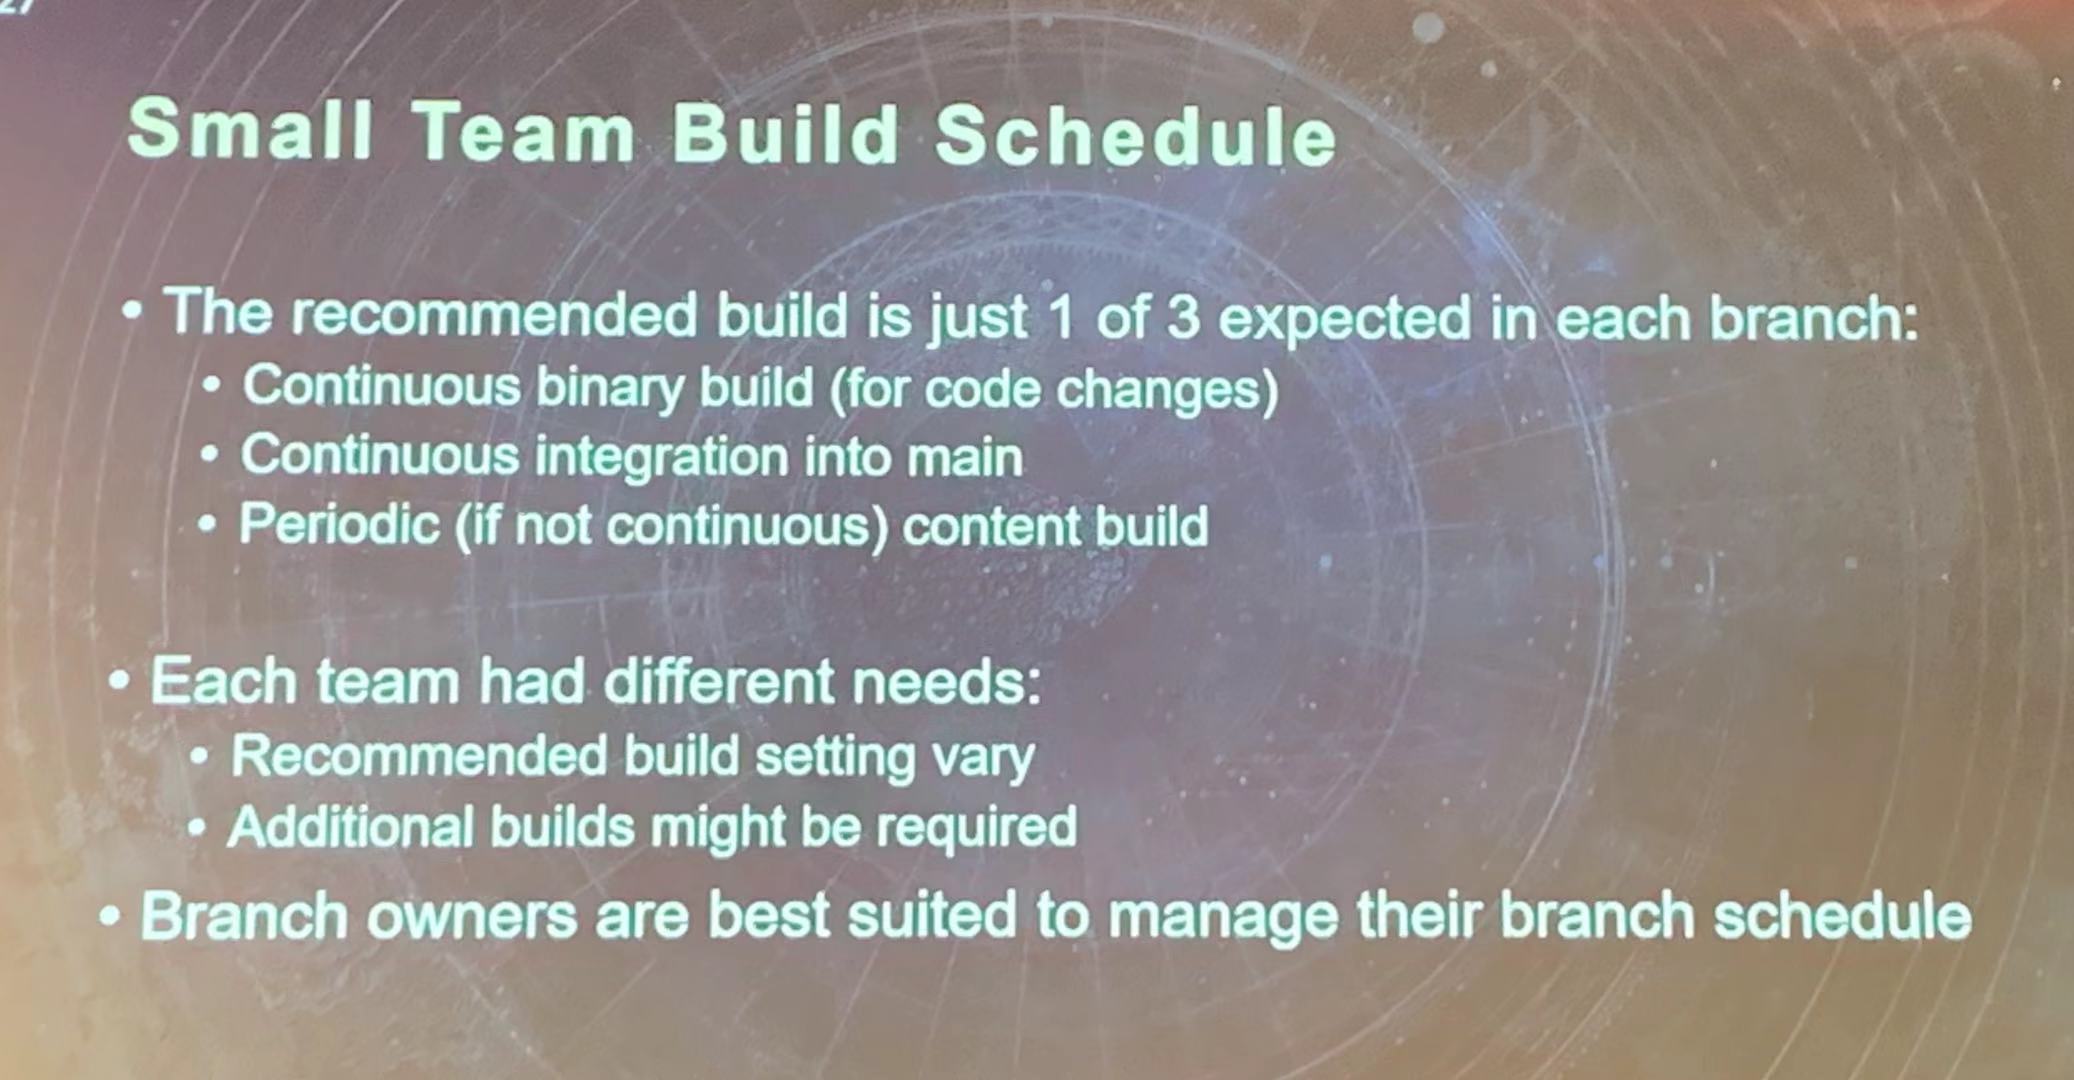 27
Small Team Build Schedule
• The recommended build is just 1 of 3 expected in each branch:
• Continuous binary build (for code changes)
• Continuous integration into main
• Periodic (if not continuous) content build
• Each team had different needs:
• Recommended build setting vary
• Additional builds might be required
• Branch owners are best suited to manage their branch schedule